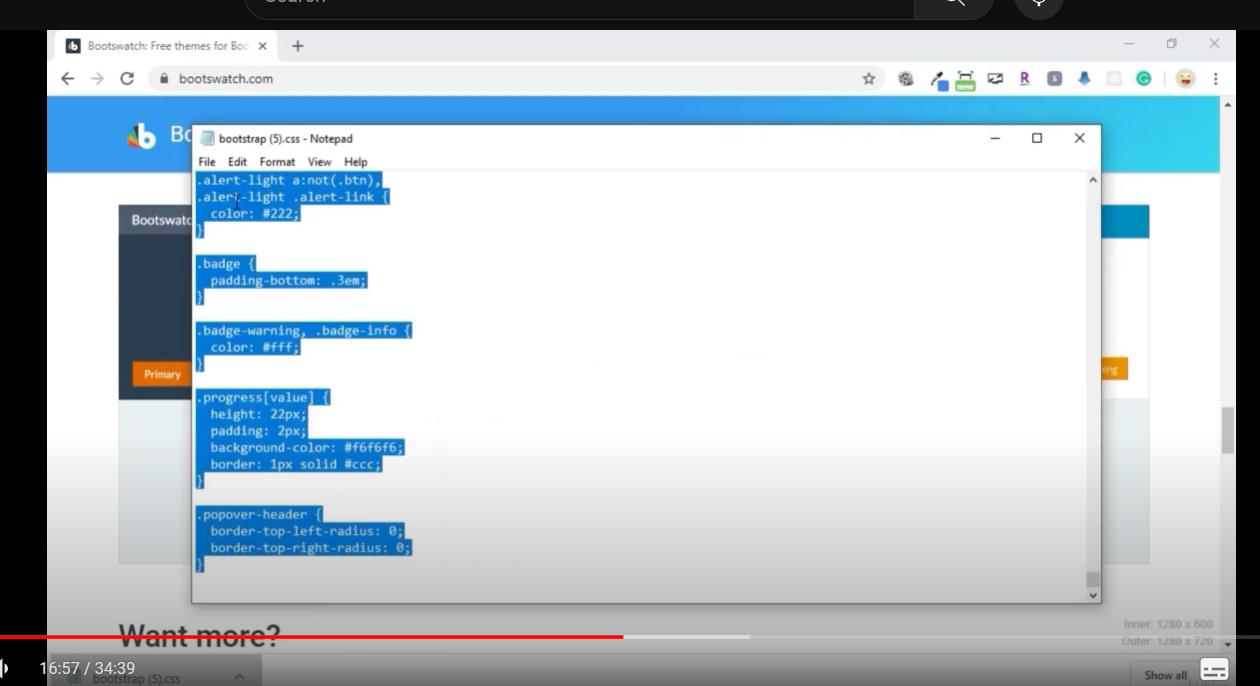 Bootswatch: Free themes for Boo
bootswatch.com
new
R
S
bootstrap (5).css - Notepad
File Edit Format View Help
.alert-light a:not(.btn),
.alert-light .alert-link {
color: #222;
}
.badge {
padding-bottom: .3em;
}
.badge-warning, .badge-info {
color: #fff;
}
.progress[value] {
height: 22px;
padding: 2px;
background-color: #f6f6f6;
border: 1px solid #ccc;
}
.popover-header {
border-top-left-radius: 0;
border-top-right-radius: 0;
}
Bo
Bootswatc
Primary
ing
Want more?
Inner: 1280 x 600
Outer: 1280 x 720
16:57 / 34:39
bootstrap (5).css
Show all